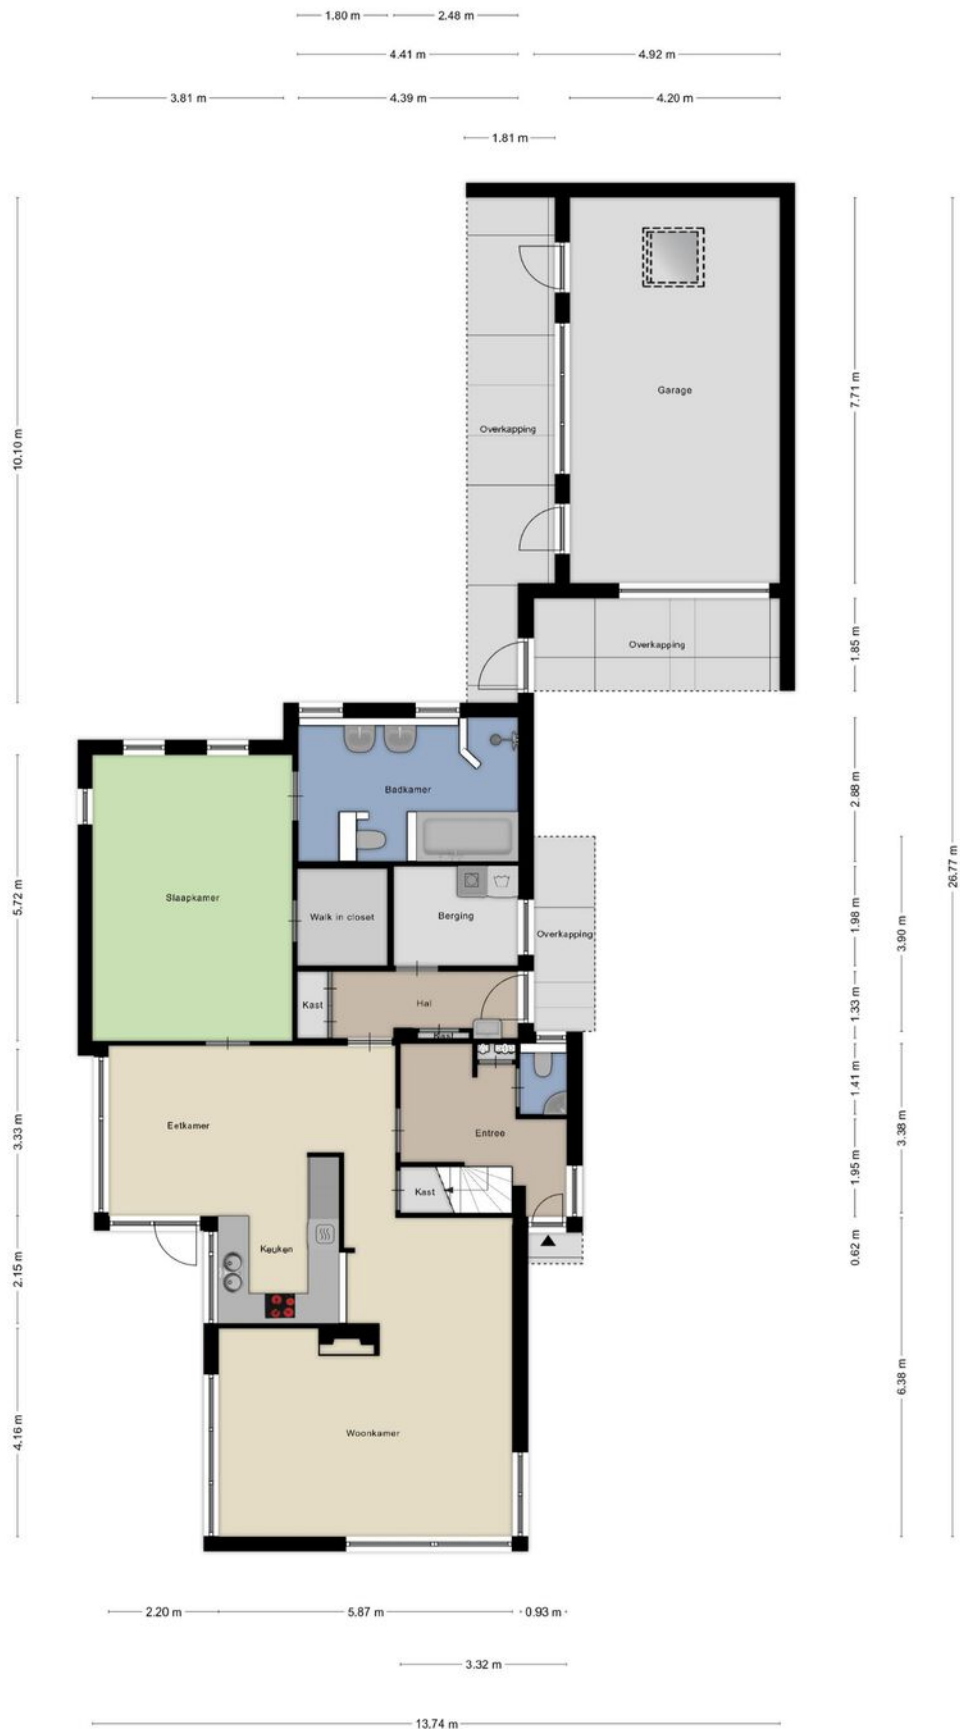 1.80 m
2.48 m
4.41 m
4.92 m
3.81 m
4.39 m
4.20 m
1.81 m
10.10 m
7.71 m
26.77 m
Garage
Overkapping
Overkapping
1.85 m
Badkamer
2.88 m
5.72 m
Slaapkamer
Walk in closet
Berging
Overkapping
1.98 m
3.90 m
Kast
Hal
1.33 m
Kast
1.41 m
3.33 m
Eetkamer
Entree
3.38 m
1.95 m
Kast
2.15 m
Keuken
0.62 m
6.38 m
4.16 m
Woonkamer
2.20 m
5.87 m
0.93 m
3.32 m
13.74 m